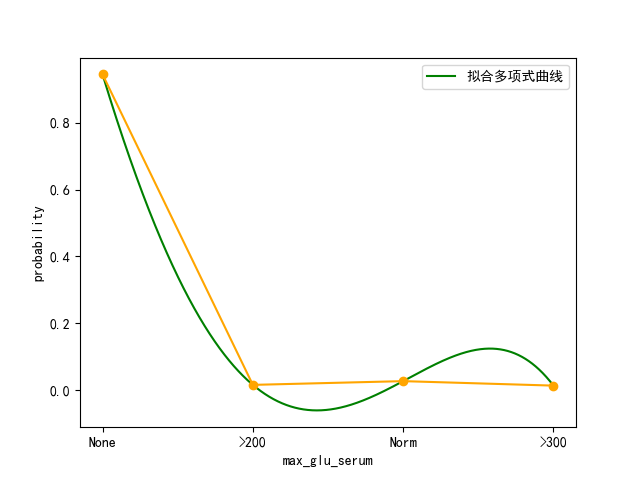 拟合多项式曲线
probability
0.8
0.6
0.4
0.2
0.0
None >200 Norm >300
max_glu_serum